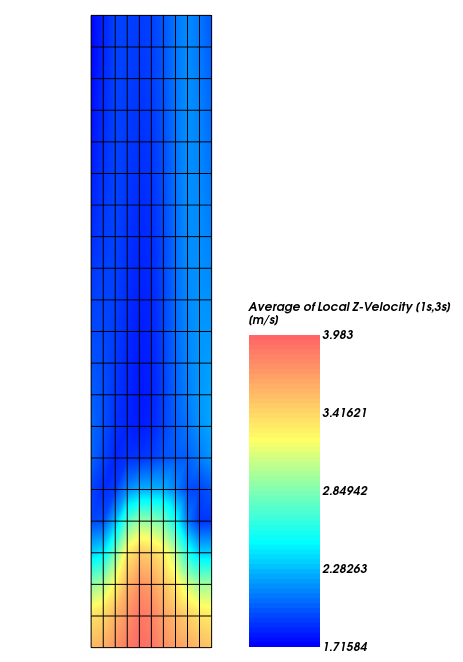 Average of Local Z-Velocity (1s,3s)
(m/s)
3.983
3.41621
2.84942
2.28263
1.71584